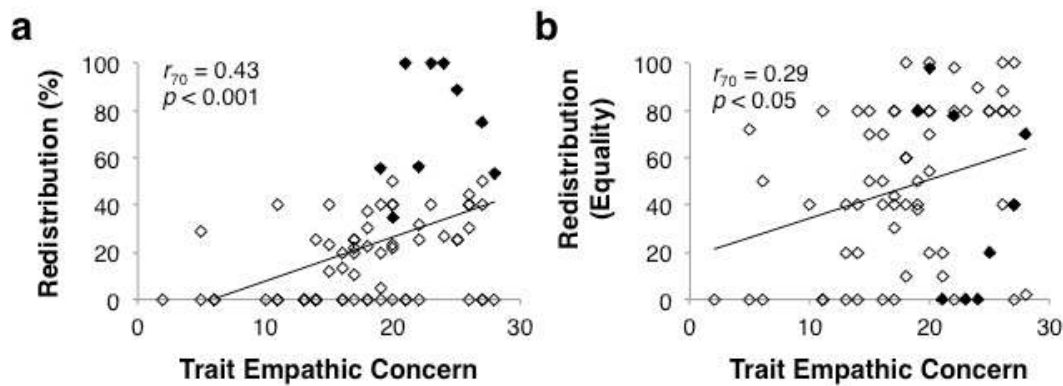 a
r70 = 0.43
p < 0.001
Redistribution (%)
100
80
60
40
20
0
0 10 20 30
Trait Empathic Concern
b
r70 = 0.29
p < 0.05
Redistribution
(Equality)
100
80
60
40
20
0
0 10 20 30
Trait Empathic Concern